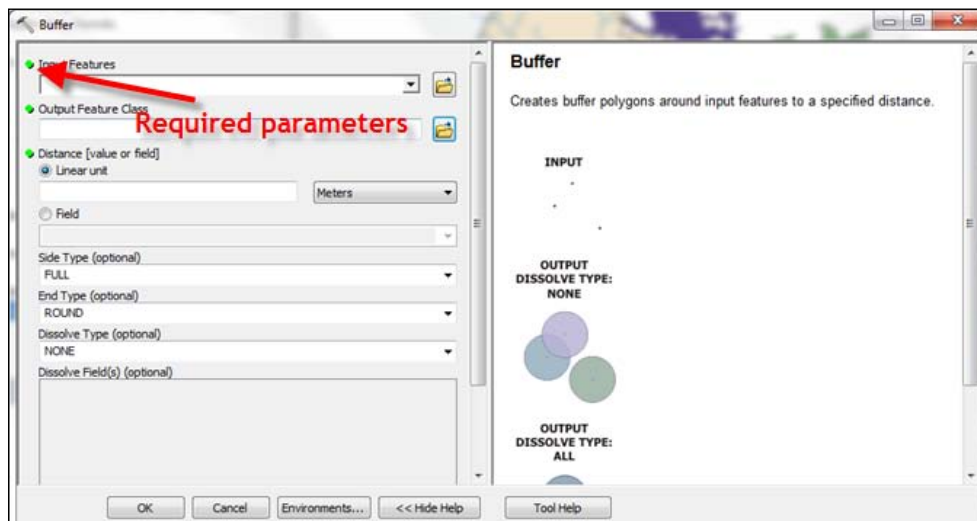 Buffer
Input Features
Output Feature Class
Required parameters
Distance [value or field]
Linear unit
Meters
Field
Side Type (optional)
FULL
End Type (optional)
ROUND
Dissolve Type (optional)
NONE
Dissolve Field(s) (optional)
OK
Cancel
Environments...
<< Hide Help
Tool Help
Buffer
Creates buffer polygons around input features to a specified distance.
INPUT
OUTPUT
DISSOLVE TYPE:
NONE
OUTPUT
DISSOLVE TYPE:
ALL